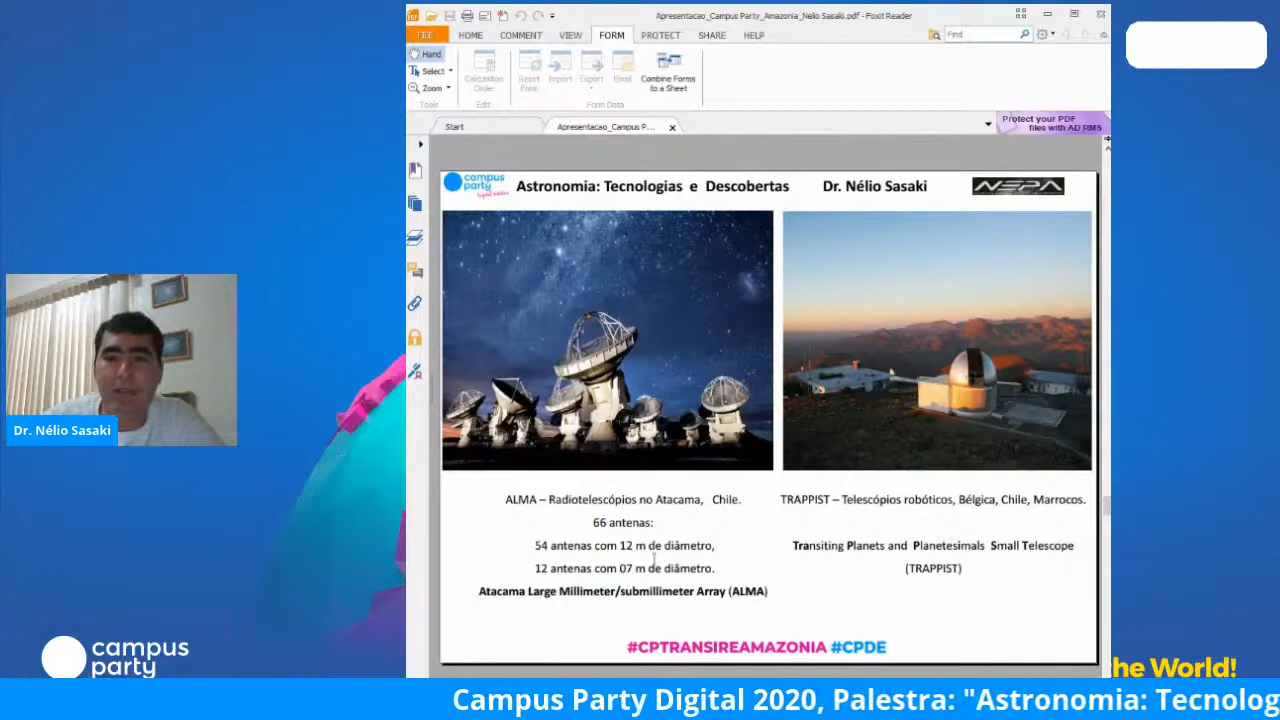 Apresentacao_Campus Party_Amazonia_Nelio Sasaki.pdf - Foxit Reader
FILE HOME COMMENT VIEW FORM PROTECT SHARE HELP
Find
Hand
Select
Zoom
Tools
Calculation Order
Edit
Reset Form
Import
Export
Email
Combine Forms to a Sheet
Form Data
Start
Apresentacao_Campus P...
Protect your PDF
files with AD RMS
campus
party
Astronomia: Tecnologias e Descobertas Dr. Nélio Sasaki
NEPA
ALMA – Radiotelescópios no Atacama, Chile.
66 antenas:
54 antenas com 12 m de diâmetro,
12 antenas com 07 m de diâmetro.
Atacama Large Millimeter/submillimeter Array (ALMA)
TRAPPIST – Telescópios robóticos, Bélgica, Chile, Marrocos.
Transiting Planets and Planetesimals Small Telescope
(TRAPPIST)
#CPTRANSIREAMAZONIA #CPDE
Dr. Nélio Sasaki
campus
party
the World!
Campus Party Digital 2020, Palestra: "Astronomia: Tecnolog